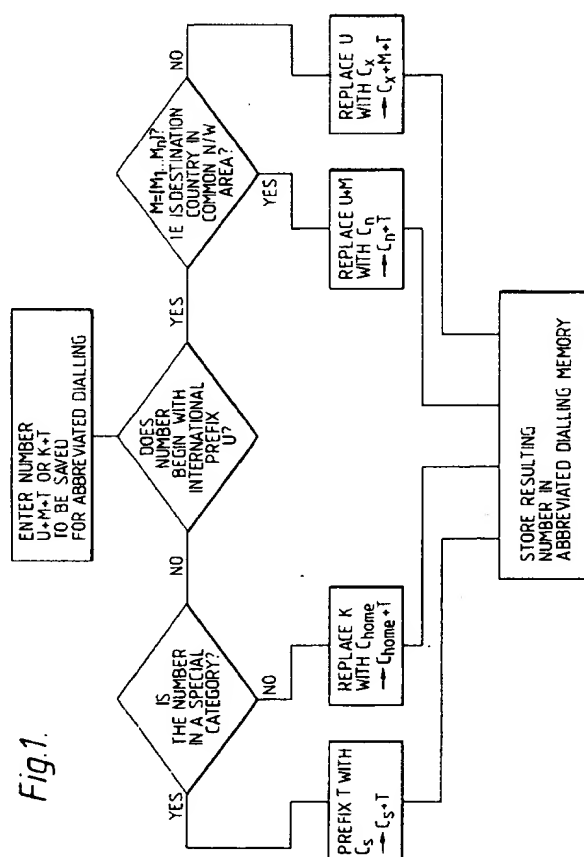 Fig.1.
ENTER NUMBER
U+M+T OR K+T
TO BE SAVED
FOR ABBREVIATED DIALLING
DOES
NUMBER
BEGIN WITH
INTERNATIONAL
PREFIX
U?
NO
YES
IS
THE NUMBER
IN A SPECIAL
CATEGORY?
YES
NO
M=[M1...Mn]?
IE IS DESTINATION
COUNTRY IN
COMMON N/W
AREA?
NO
YES
PREFIX T WITH
Cs
→ Cs+T
REPLACE K
WITH Chome
→ Chome+T
REPLACE U+M
WITH Cn
→ Cn+T
REPLACE U
WITH Cx
→ Cx+M+T
STORE RESULTING
NUMBER IN
ABBREVIATED DIALLING MEMORY